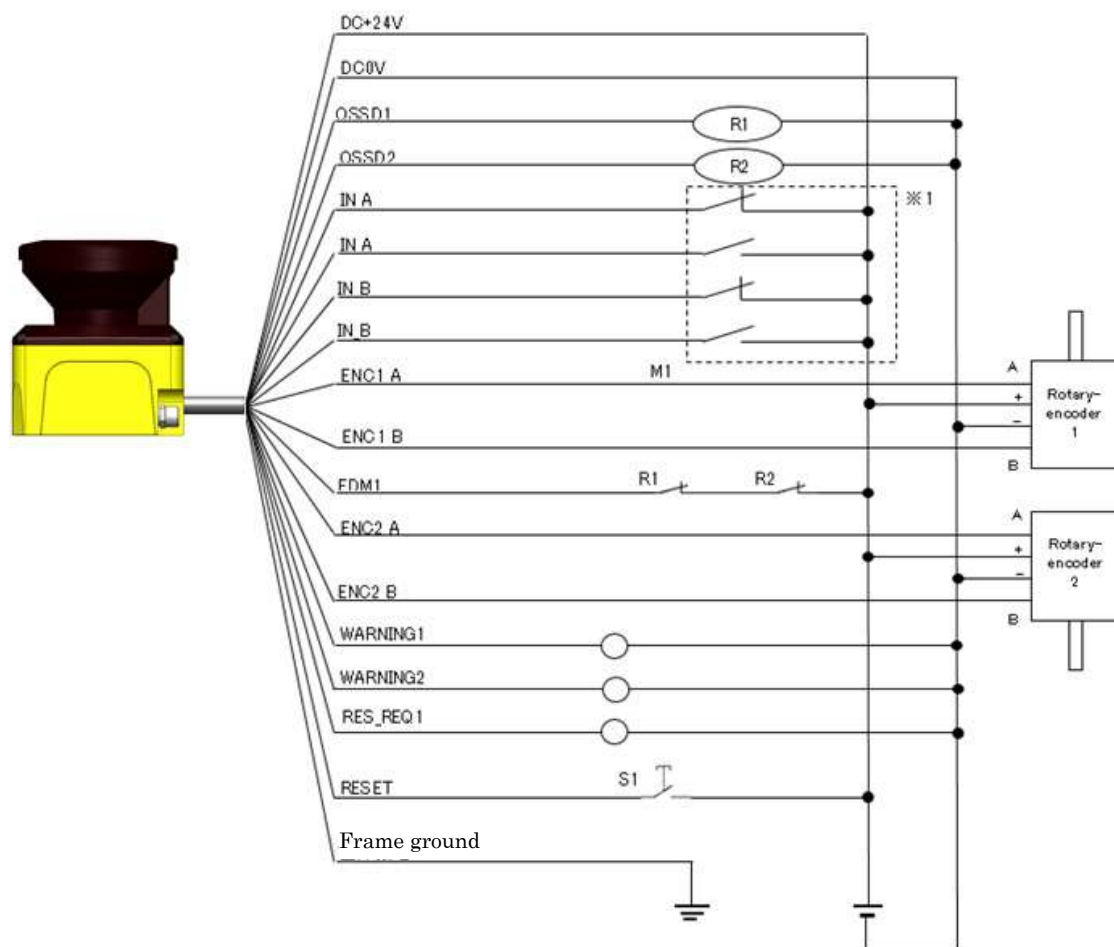 DC+24V
DC0V
OSSD1
R1
OSSD2
R2
IN A
※1
IN A
IN B
IN_B
M1
ENC1 A
A
+
Rotary-
encoder
1
−
ENC1 B
B
EDM1
R1
R2
ENC2 A
A
+
Rotary-
encoder
2
−
ENC2 B
B
WARNING1
WARNING2
RES_REQ1
RESET
S1
Frame ground